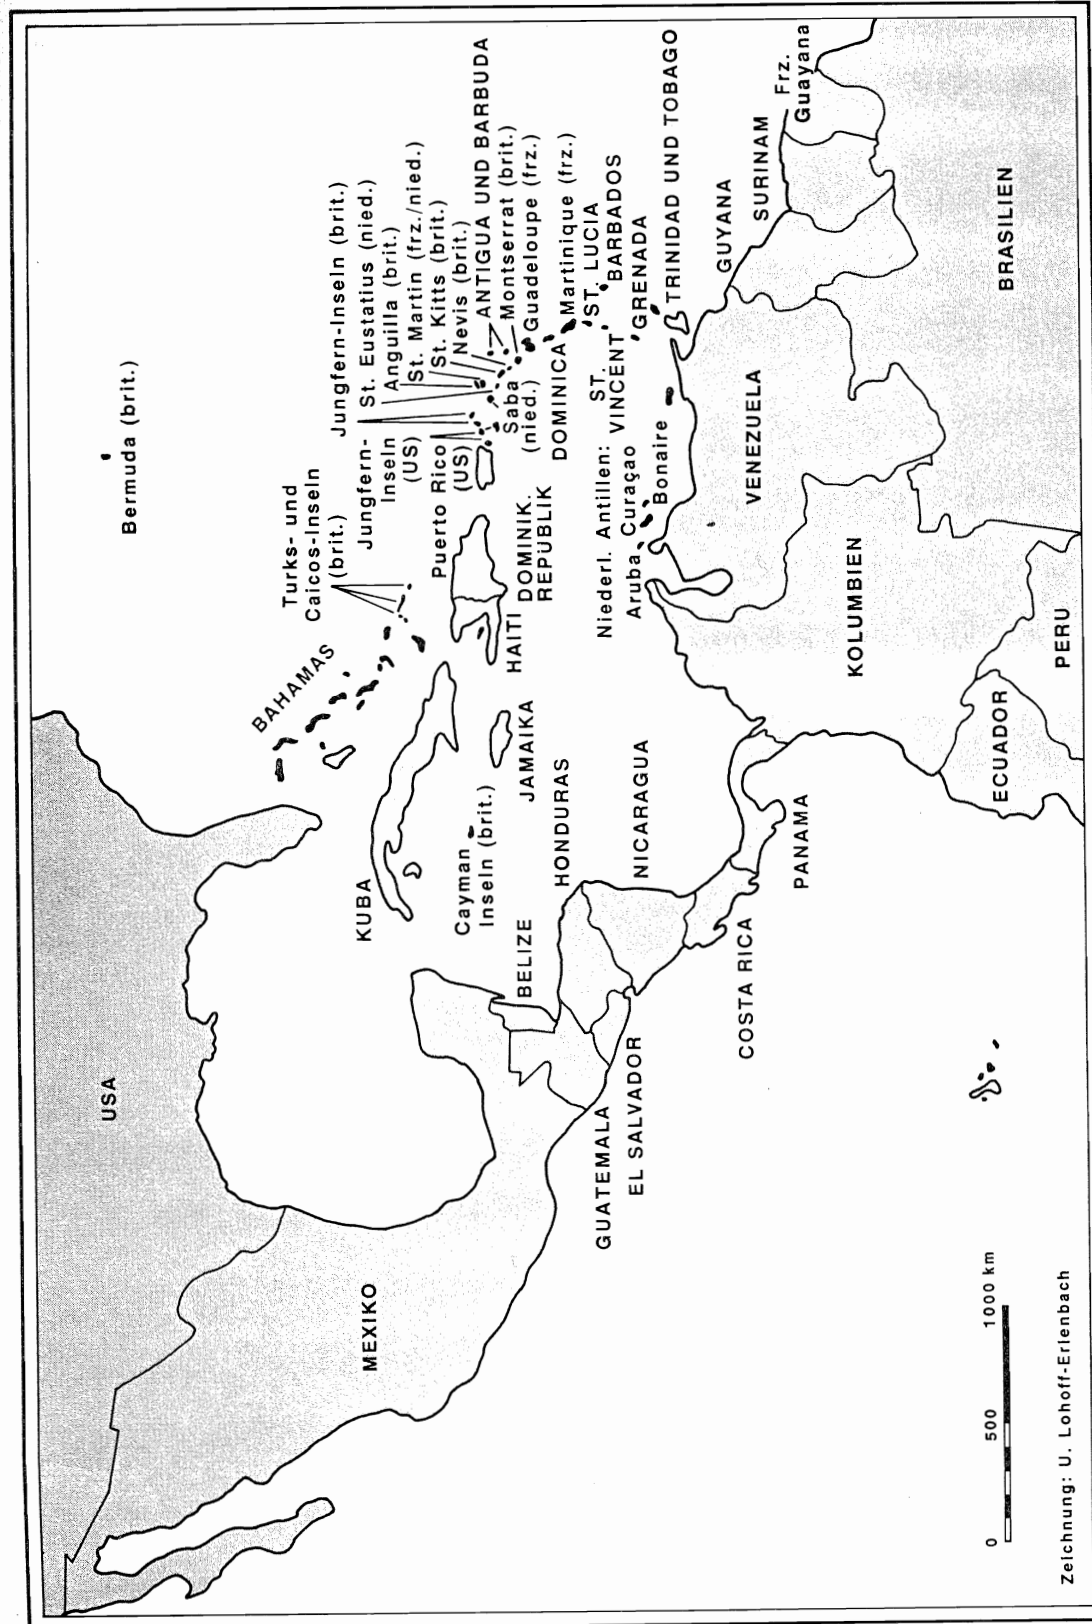 USA
MEXIKO
Bermuda (brit.)
BAHAMAS
Turks- und
Caicos-Inseln
(brit.)
KUBA
Cayman
Inseln (brit.)
JAMAIKA
HAITI
DOMINIK.
REPUBLIK
Puerto Rico
(US)
Jungfern-
Inseln
(US)
Jungfern-Inseln (brit.)
St. Eustatius (nied.)
Anguilla (brit.)
St. Martin (frz./nied.)
St. Kitts (brit.)
Nevis (brit.)
ANTIGUA UND BARBUDA
Montserrat (brit.)
Guadeloupe (frz.)
Saba
(nied.)
DOMINICA
Martinique (frz.)
ST. LUCIA
ST.
VINCENT
BARBADOS
GRENADA
TRINIDAD UND TOBAGO
Niederl. Antillen:
Aruba
Curaçao
Bonaire
BELIZE
HONDURAS
GUATEMALA
EL SALVADOR
NICARAGUA
COSTA RICA
PANAMA
KOLUMBIEN
VENEZUELA
GUYANA
SURINAM
Frz.
Guayana
BRASILIEN
ECUADOR
PERU
0 500 1000 km
Zeichnung: U. Lohoff-Erlenbach